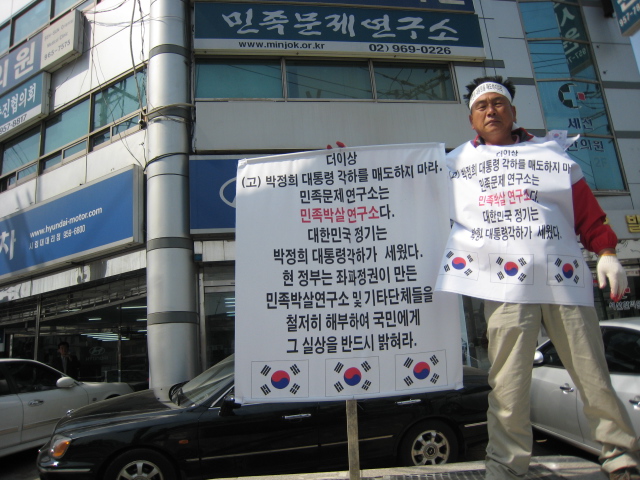 민족문제연구소
www.minjok.or.kr 02) 969-0226
www.hyundai-motor.com
더이상
(고) 박정희 대통령 각하를 매도하지 마라.
민족문제 연구소는
민족박살 연구소다.
대한민국 정기는
박정희 대통령각하가 세웠다.
현 정부는 좌과정권이 만든
민족박살연구소 및 기타단체들을
철저히 해부하여 국민에게
그 실상을 반드시 밝혀라.
더이상
박정희 대통령 각하를 매도하지
민족문제 연구소는
민족박살 연구소다.
대한민국 정기는
대통령각하가 세웠다.